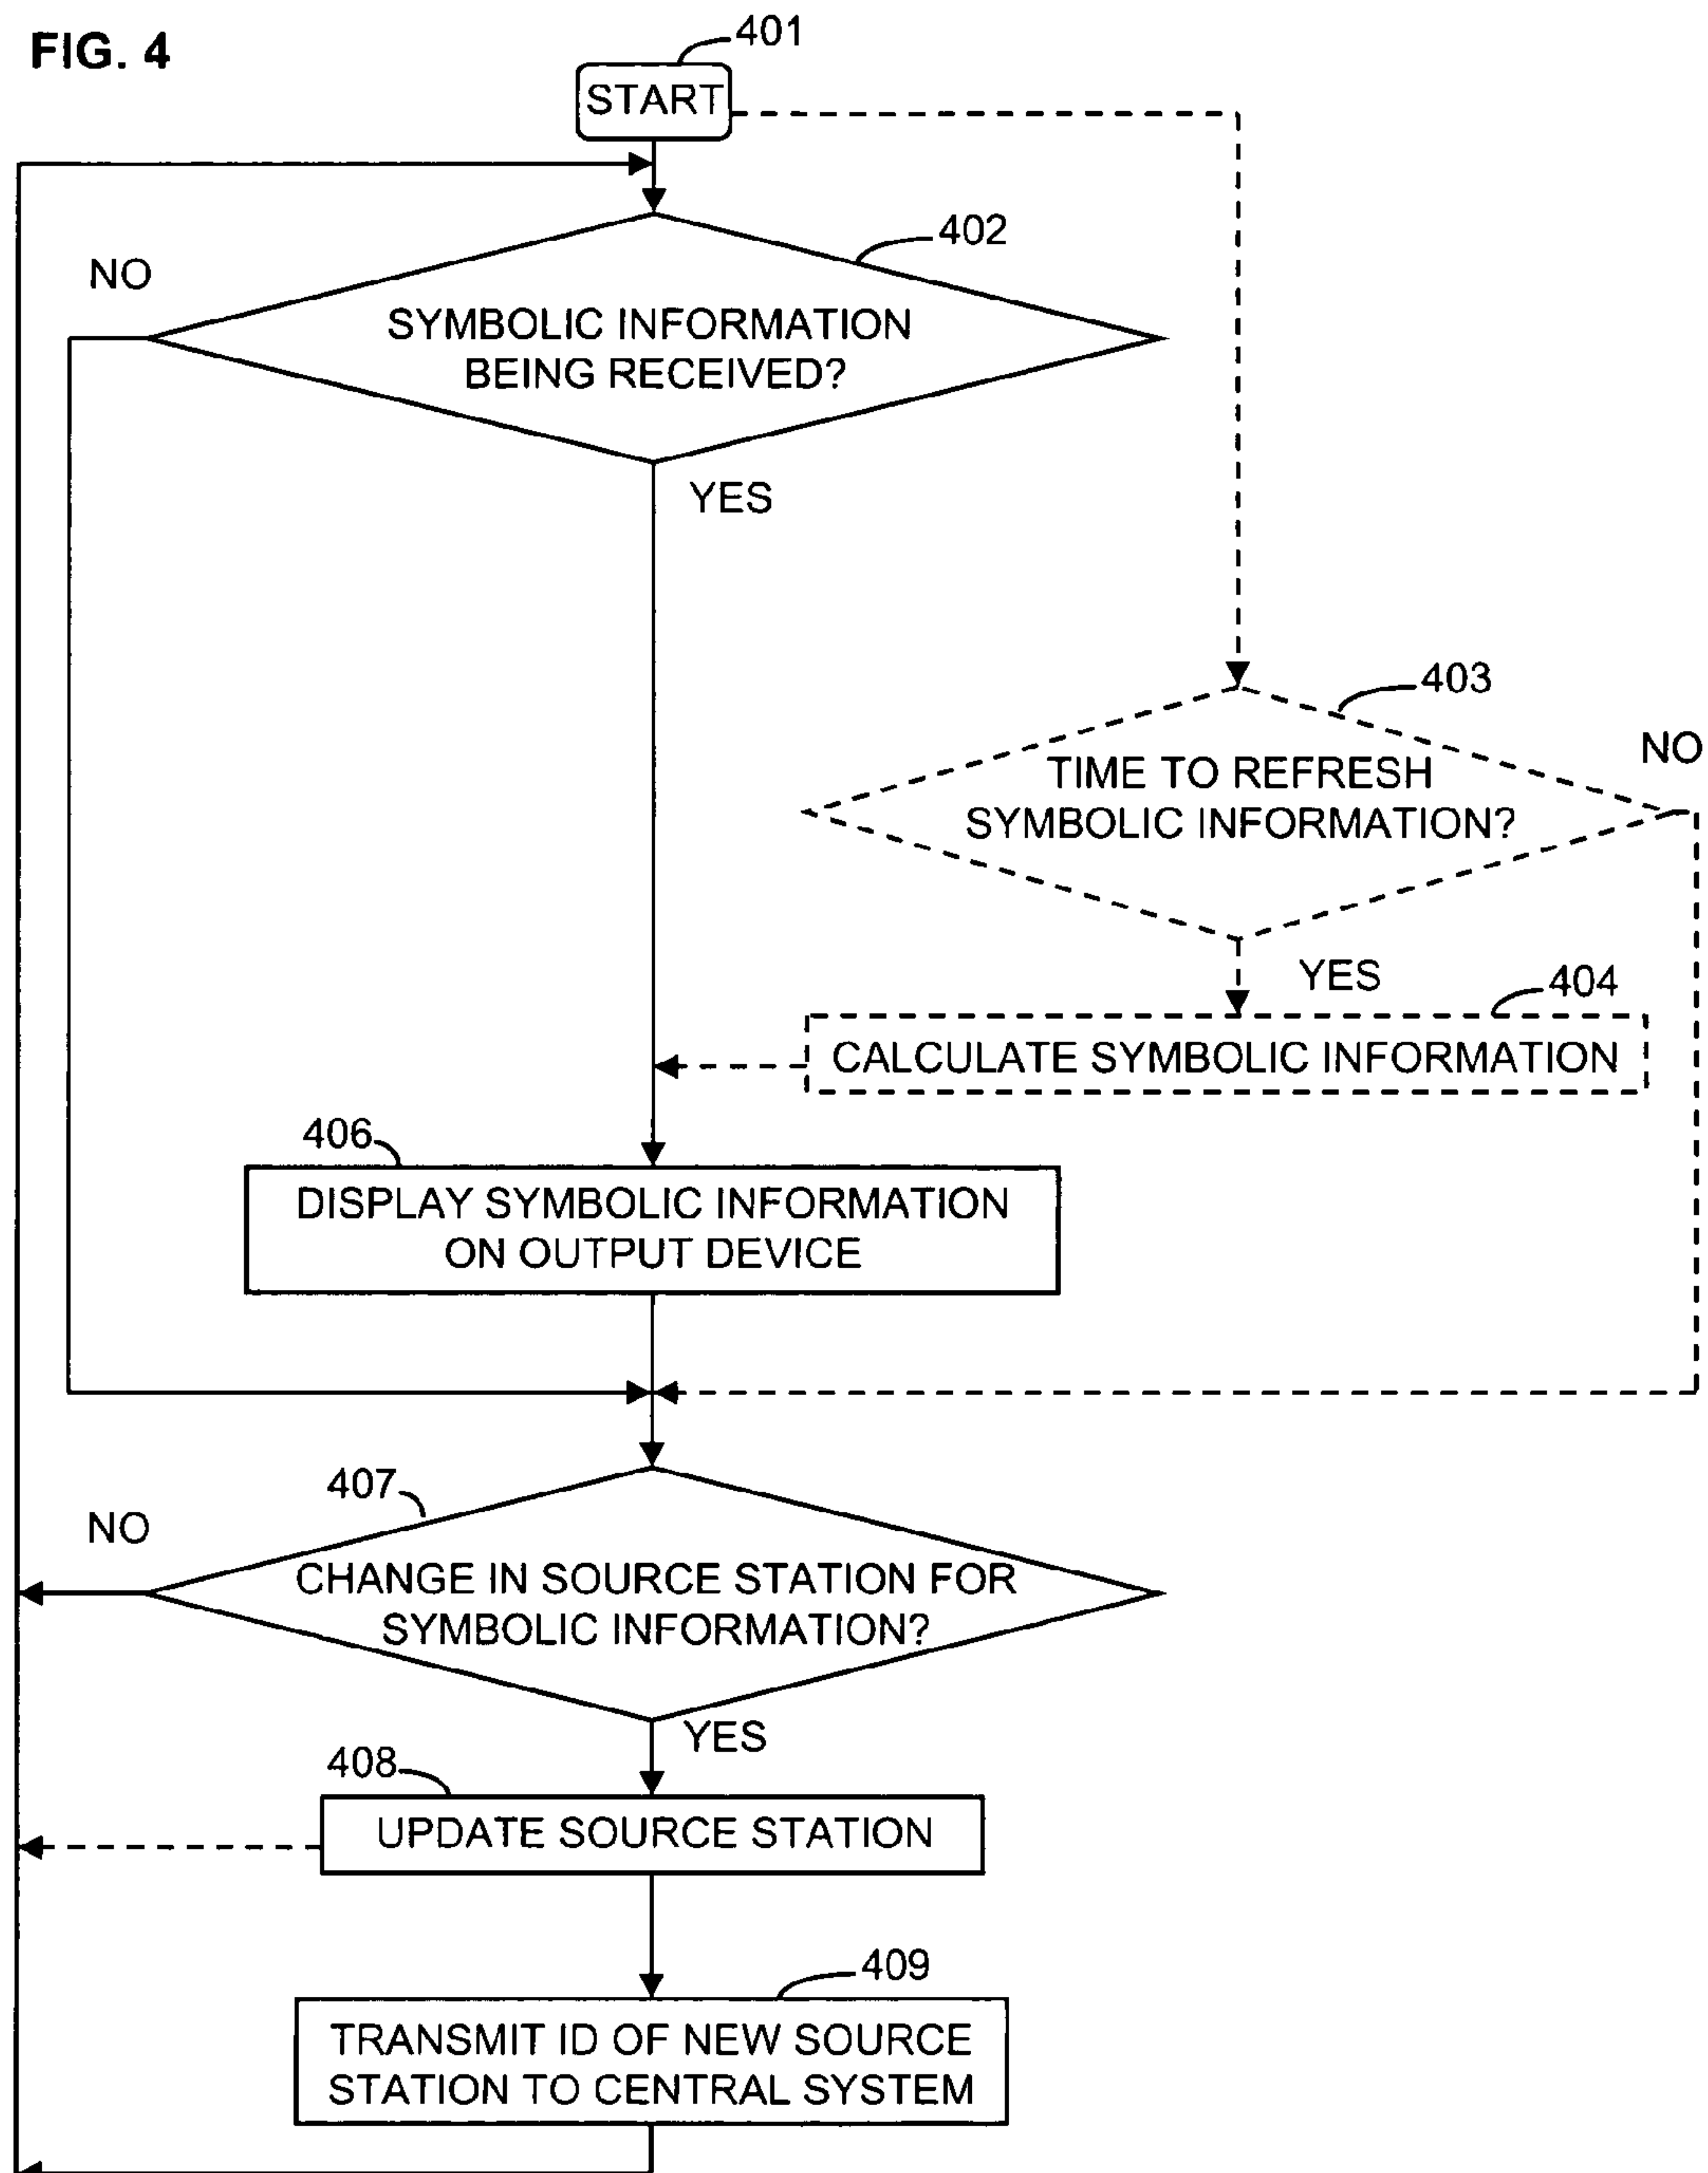 FIG. 4
401
START
402
NO
SYMBOLIC INFORMATION
BEING RECEIVED?
YES
403
NO
TIME TO REFRESH
SYMBOLIC INFORMATION?
YES
404
CALCULATE SYMBOLIC INFORMATION
406
DISPLAY SYMBOLIC INFORMATION
ON OUTPUT DEVICE
407
NO
CHANGE IN SOURCE STATION FOR
SYMBOLIC INFORMATION?
YES
408
UPDATE SOURCE STATION
409
TRANSMIT ID OF NEW SOURCE
STATION TO CENTRAL SYSTEM